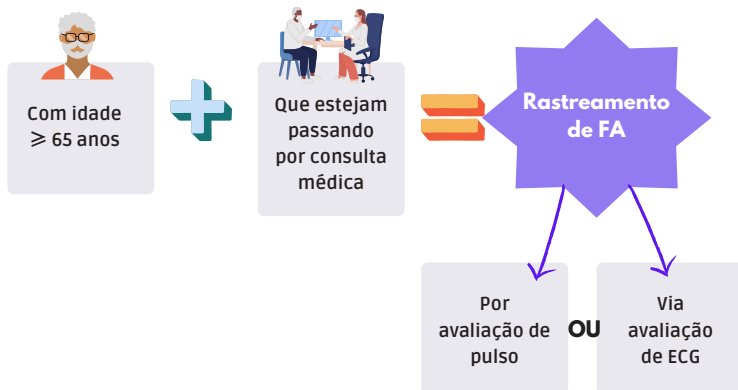 Com idade
⩾ 65 anos
Que estejam
passando
por consulta
médica
Rastreamento
de FA
Por
avaliação de
pulso
OU
Via
avaliação
de ECG